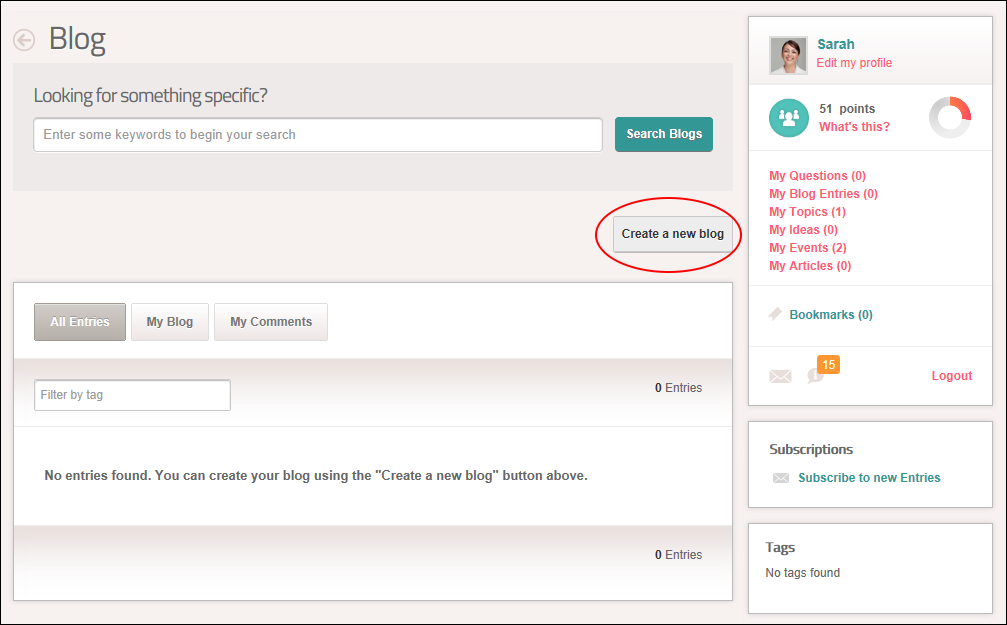 Blog
Looking for something specific?
Enter some keywords to begin your search
Search Blogs
Create a new blog
All Entries
My Blog
My Comments
Filter by tag
0 Entries
No entries found. You can create your blog using the "Create a new blog" button above.
0 Entries
Sarah
Edit my profile
51 points
What's this?
My Questions (0)
My Blog Entries (0)
My Topics (1)
My Ideas (0)
My Events (2)
My Articles (0)
Bookmarks (0)
15
Logout
Subscriptions
Subscribe to new Entries
Tags
No tags found